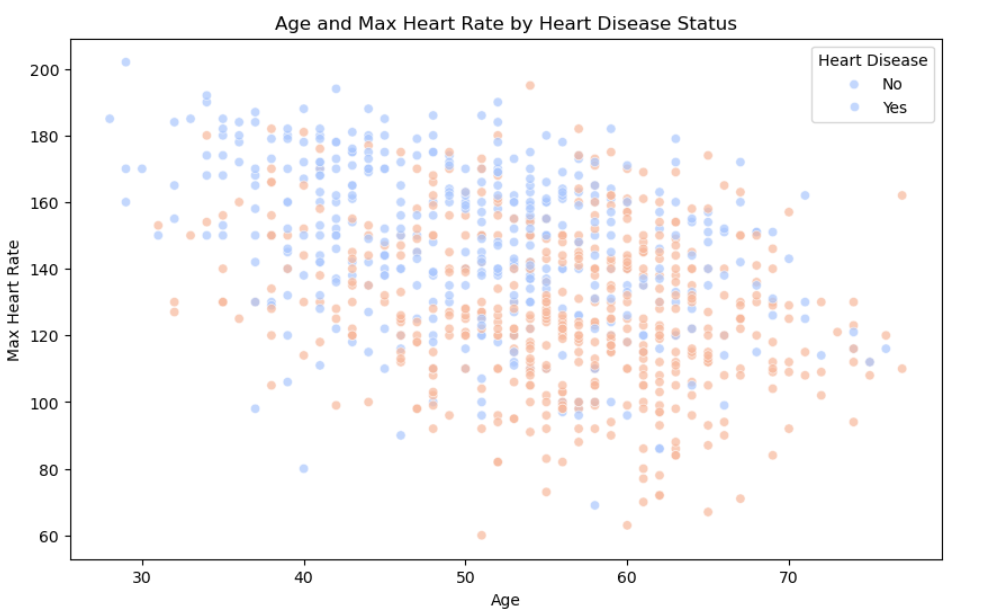 Age and Max Heart Rate by Heart Disease Status
Heart Disease
No
Yes
Max Heart Rate
200
180
160
140
120
100
80
60
30
40
50
60
70
Age